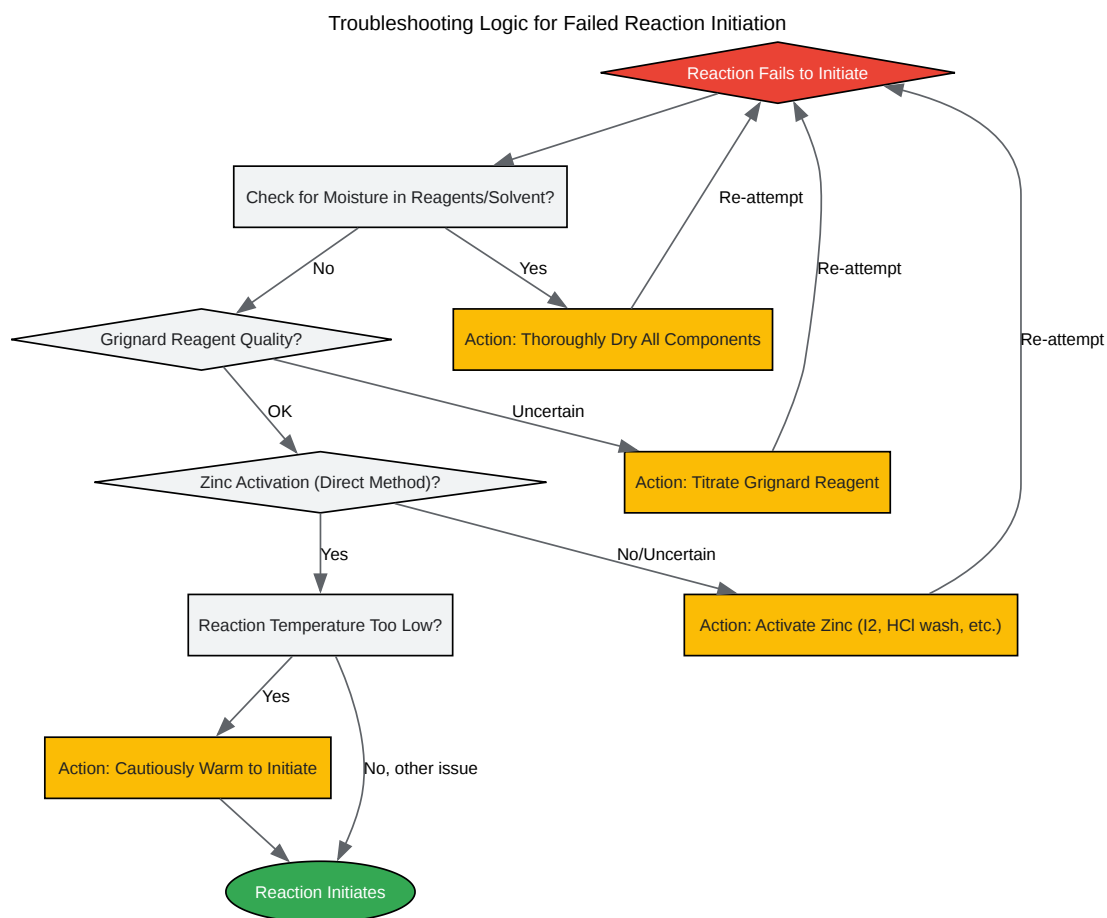 Troubleshooting Logic for Failed Reaction Initiation
Reaction Fails to Initiate
Check for Moisture in Reagents/Solvent?
Re-attempt
No
Yes
Re-attempt
Grignard Reagent Quality?
Action: Thoroughly Dry All Components
Re-attempt
OK
Uncertain
Zinc Activation (Direct Method)?
Action: Titrate Grignard Reagent
Yes
No/Uncertain
Reaction Temperature Too Low?
Action: Activate Zinc (I2, HCl wash, etc.)
Yes
Action: Cautiously Warm to Initiate
No, other issue
Reaction Initiates